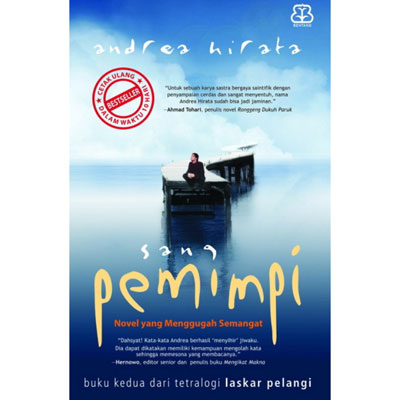 BENTANG
andrea hirata
CETAK ULANG
BESTSELLER
DALAM WAKTU 10 HARI
"Untuk sebuah karya sastra bergaya saintifik dengan
penyampaian cerdas dan sangat menyentuh, nama
Andrea Hirata sudah bisa jadi jaminan."
—Ahmad Tohari, penulis novel Ronggeng Dukuh Paruk
sang
pemimpi
Novel yang Menggugah Semangat
"Dahsyat! Kata-kata Andrea berhasil 'menyihir' jiwaku.
Dia dapat dikatakan memiliki kemampuan mengolah kata
sehingga memesona yang membacanya."
—Hernowo, editor senior dan penulis buku Mengikat Makna
buku kedua dari tetralogi laskar pelangi